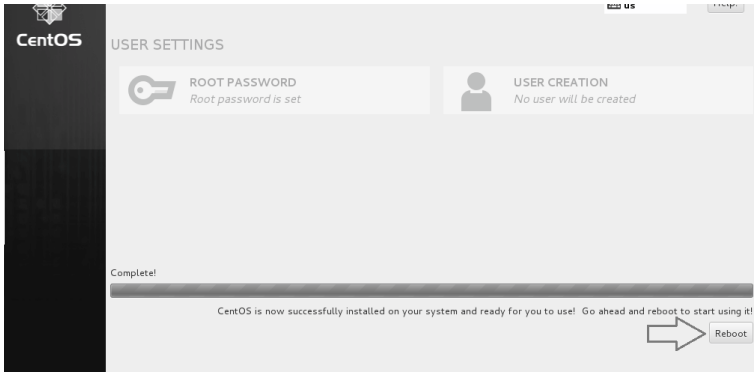 us
Help!
CentOS
USER SETTINGS
ROOT PASSWORD
Root password is set
USER CREATION
No user will be created
Complete!
CentOS is now successfully installed on your system and ready for you to use! Go ahead and reboot to start using it!
Reboot